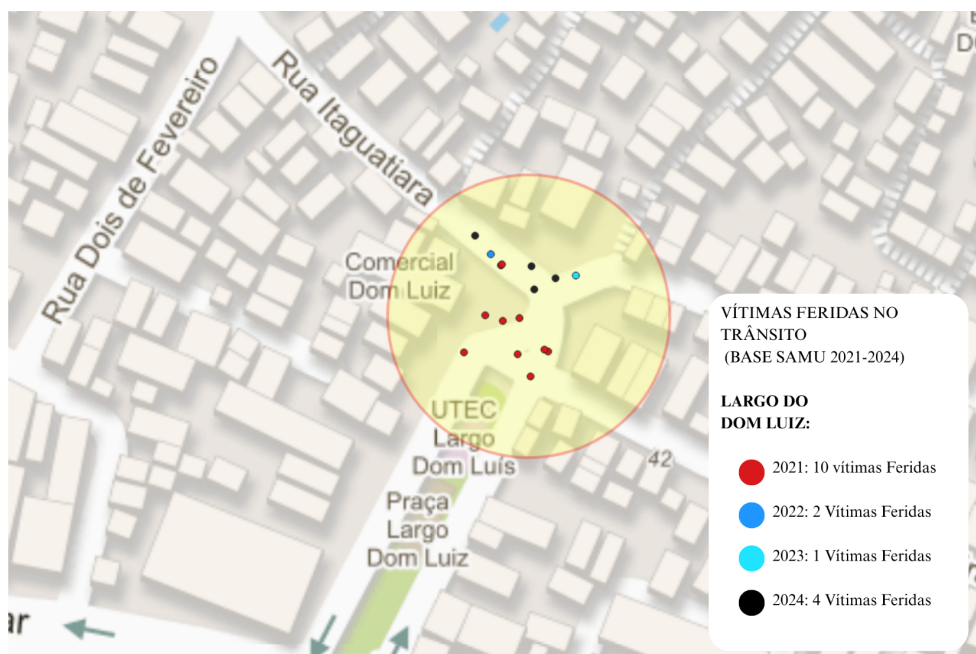 Rua Dois de Fevereiro
Rua Itaguatiara
Comercial
Dom Luiz
UTEC
Largo
Dom Luís
Praça
Largo
Dom Luiz
42
VÍTIMAS FERIDAS NO
TRÂNSITO
(BASE SAMU 2021-2024)
LARGO DO
DOM LUIZ:
2021: 10 vítimas Feridas
2022: 2 Vítimas Feridas
2023: 1 Vítimas Feridas
2024: 4 Vítimas Feridas